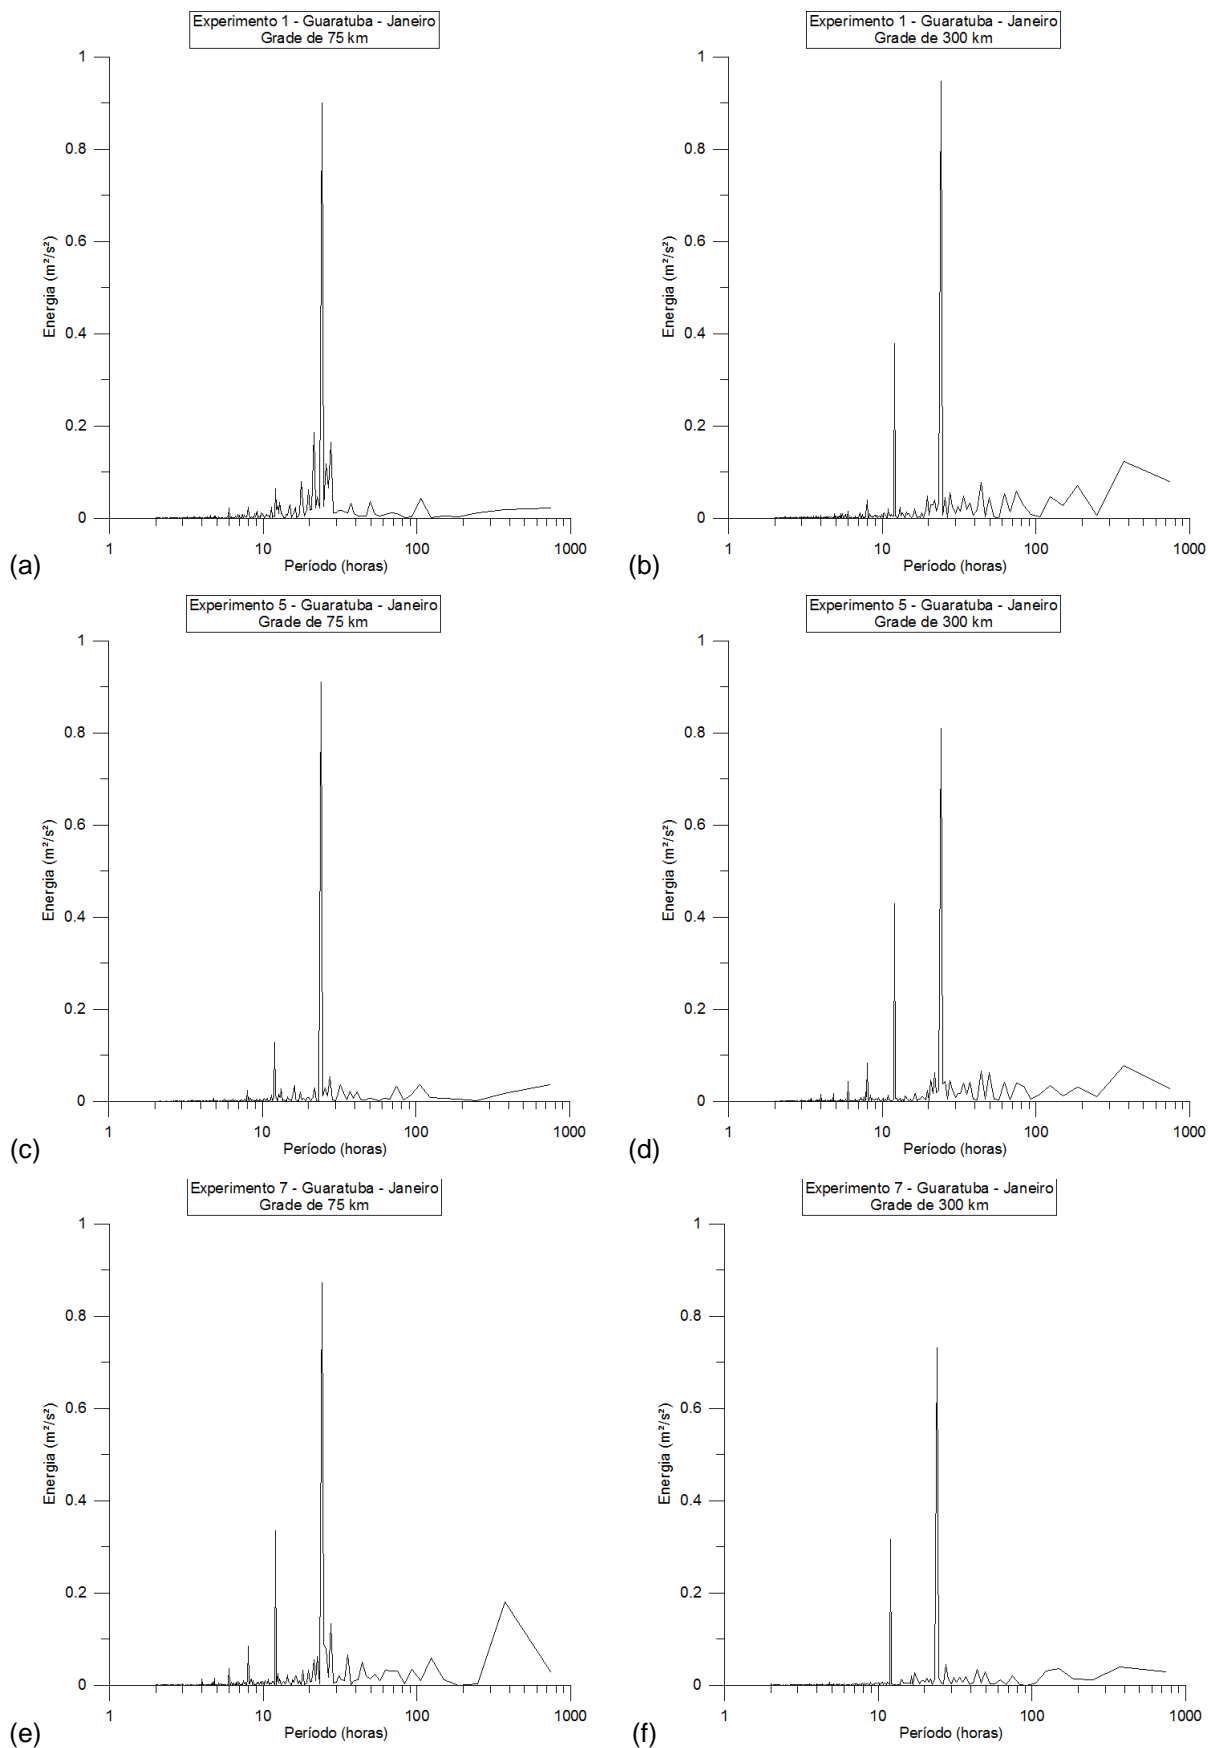 Experimento 1 - Guaratuba - Janeiro
Grade de 75 km
1
0.8
0.6
0.4
0.2
0
Energia (m²/s²)
1
10
100
1000
Período (horas)
(a)
Experimento 1 - Guaratuba - Janeiro
Grade de 300 km
1
0.8
0.6
0.4
0.2
0
Energia (m²/s²)
1
10
100
1000
Período (horas)
(b)
Experimento 5 - Guaratuba - Janeiro
Grade de 75 km
1
0.8
0.6
0.4
0.2
0
Energia (m²/s²)
1
10
100
1000
Período (horas)
(c)
Experimento 5 - Guaratuba - Janeiro
Grade de 300 km
1
0.8
0.6
0.4
0.2
0
Energia (m²/s²)
1
10
100
1000
Período (horas)
(d)
Experimento 7 - Guaratuba - Janeiro
Grade de 75 km
1
0.8
0.6
0.4
0.2
0
Energia (m²/s²)
1
10
100
1000
Período (horas)
(e)
Experimento 7 - Guaratuba - Janeiro
Grade de 300 km
1
0.8
0.6
0.4
0.2
0
Energia (m²/s²)
1
10
100
1000
Período (horas)
(f)